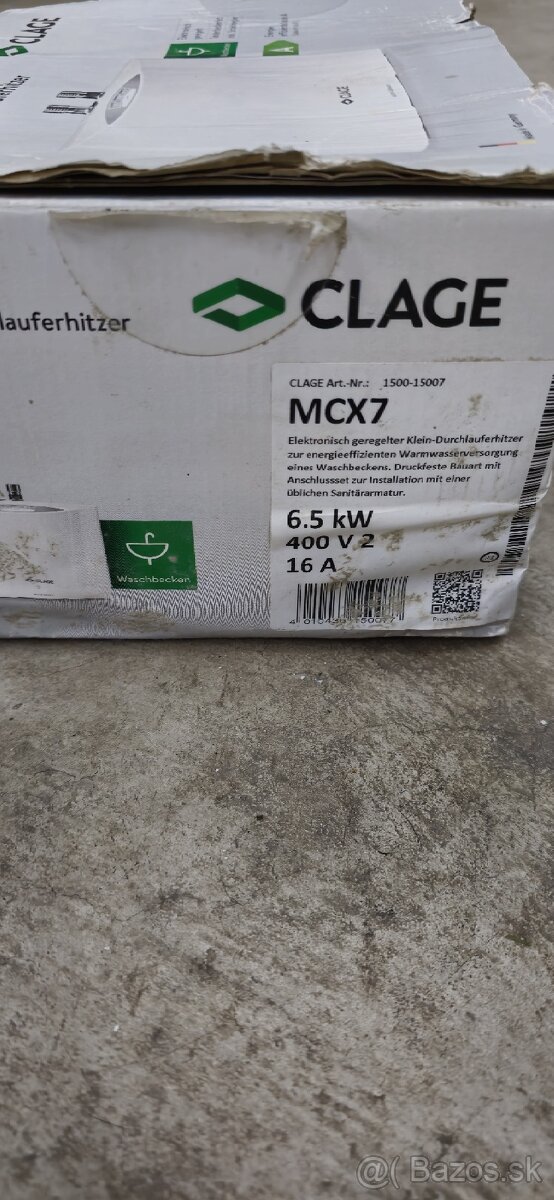 CLAGE
A
CLAGE
lauferhitzer
CLAGE
CLAGE Art.-Nr.: 1500-15007
MCX7
Elektronisch geregelter Klein-Durchlauferhitzer
zur energieeffizienten Warmwasserversorgung
eines Waschbeckens. Druckfeste Bauart mit
Anschlussset zur Installation mit einer
üblichen Sanitärarmatur.
6.5 kW
400 V 2
16 A
Waschbecken
@( Bazos.sk